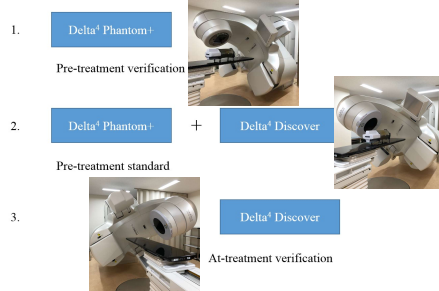 1.
Delta⁴ Phantom+
Pre-treatment verification
2.
Delta⁴ Phantom+
+
Delta⁴ Discover
Pre-treatment standard
3.
Delta⁴ Discover
At-treatment verification